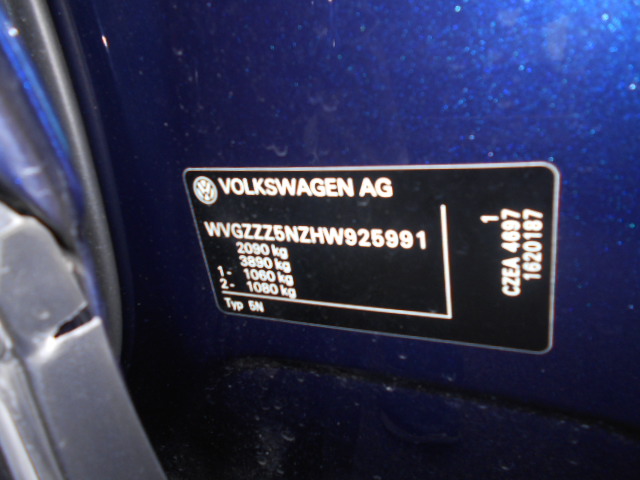 VOLKSWAGEN AG
WVGZZZ5NZHW925991
2090 kg
3890 kg
1- 1060 kg
2- 1080 kg
Typ 5N
1
CZEA 4697
1620187